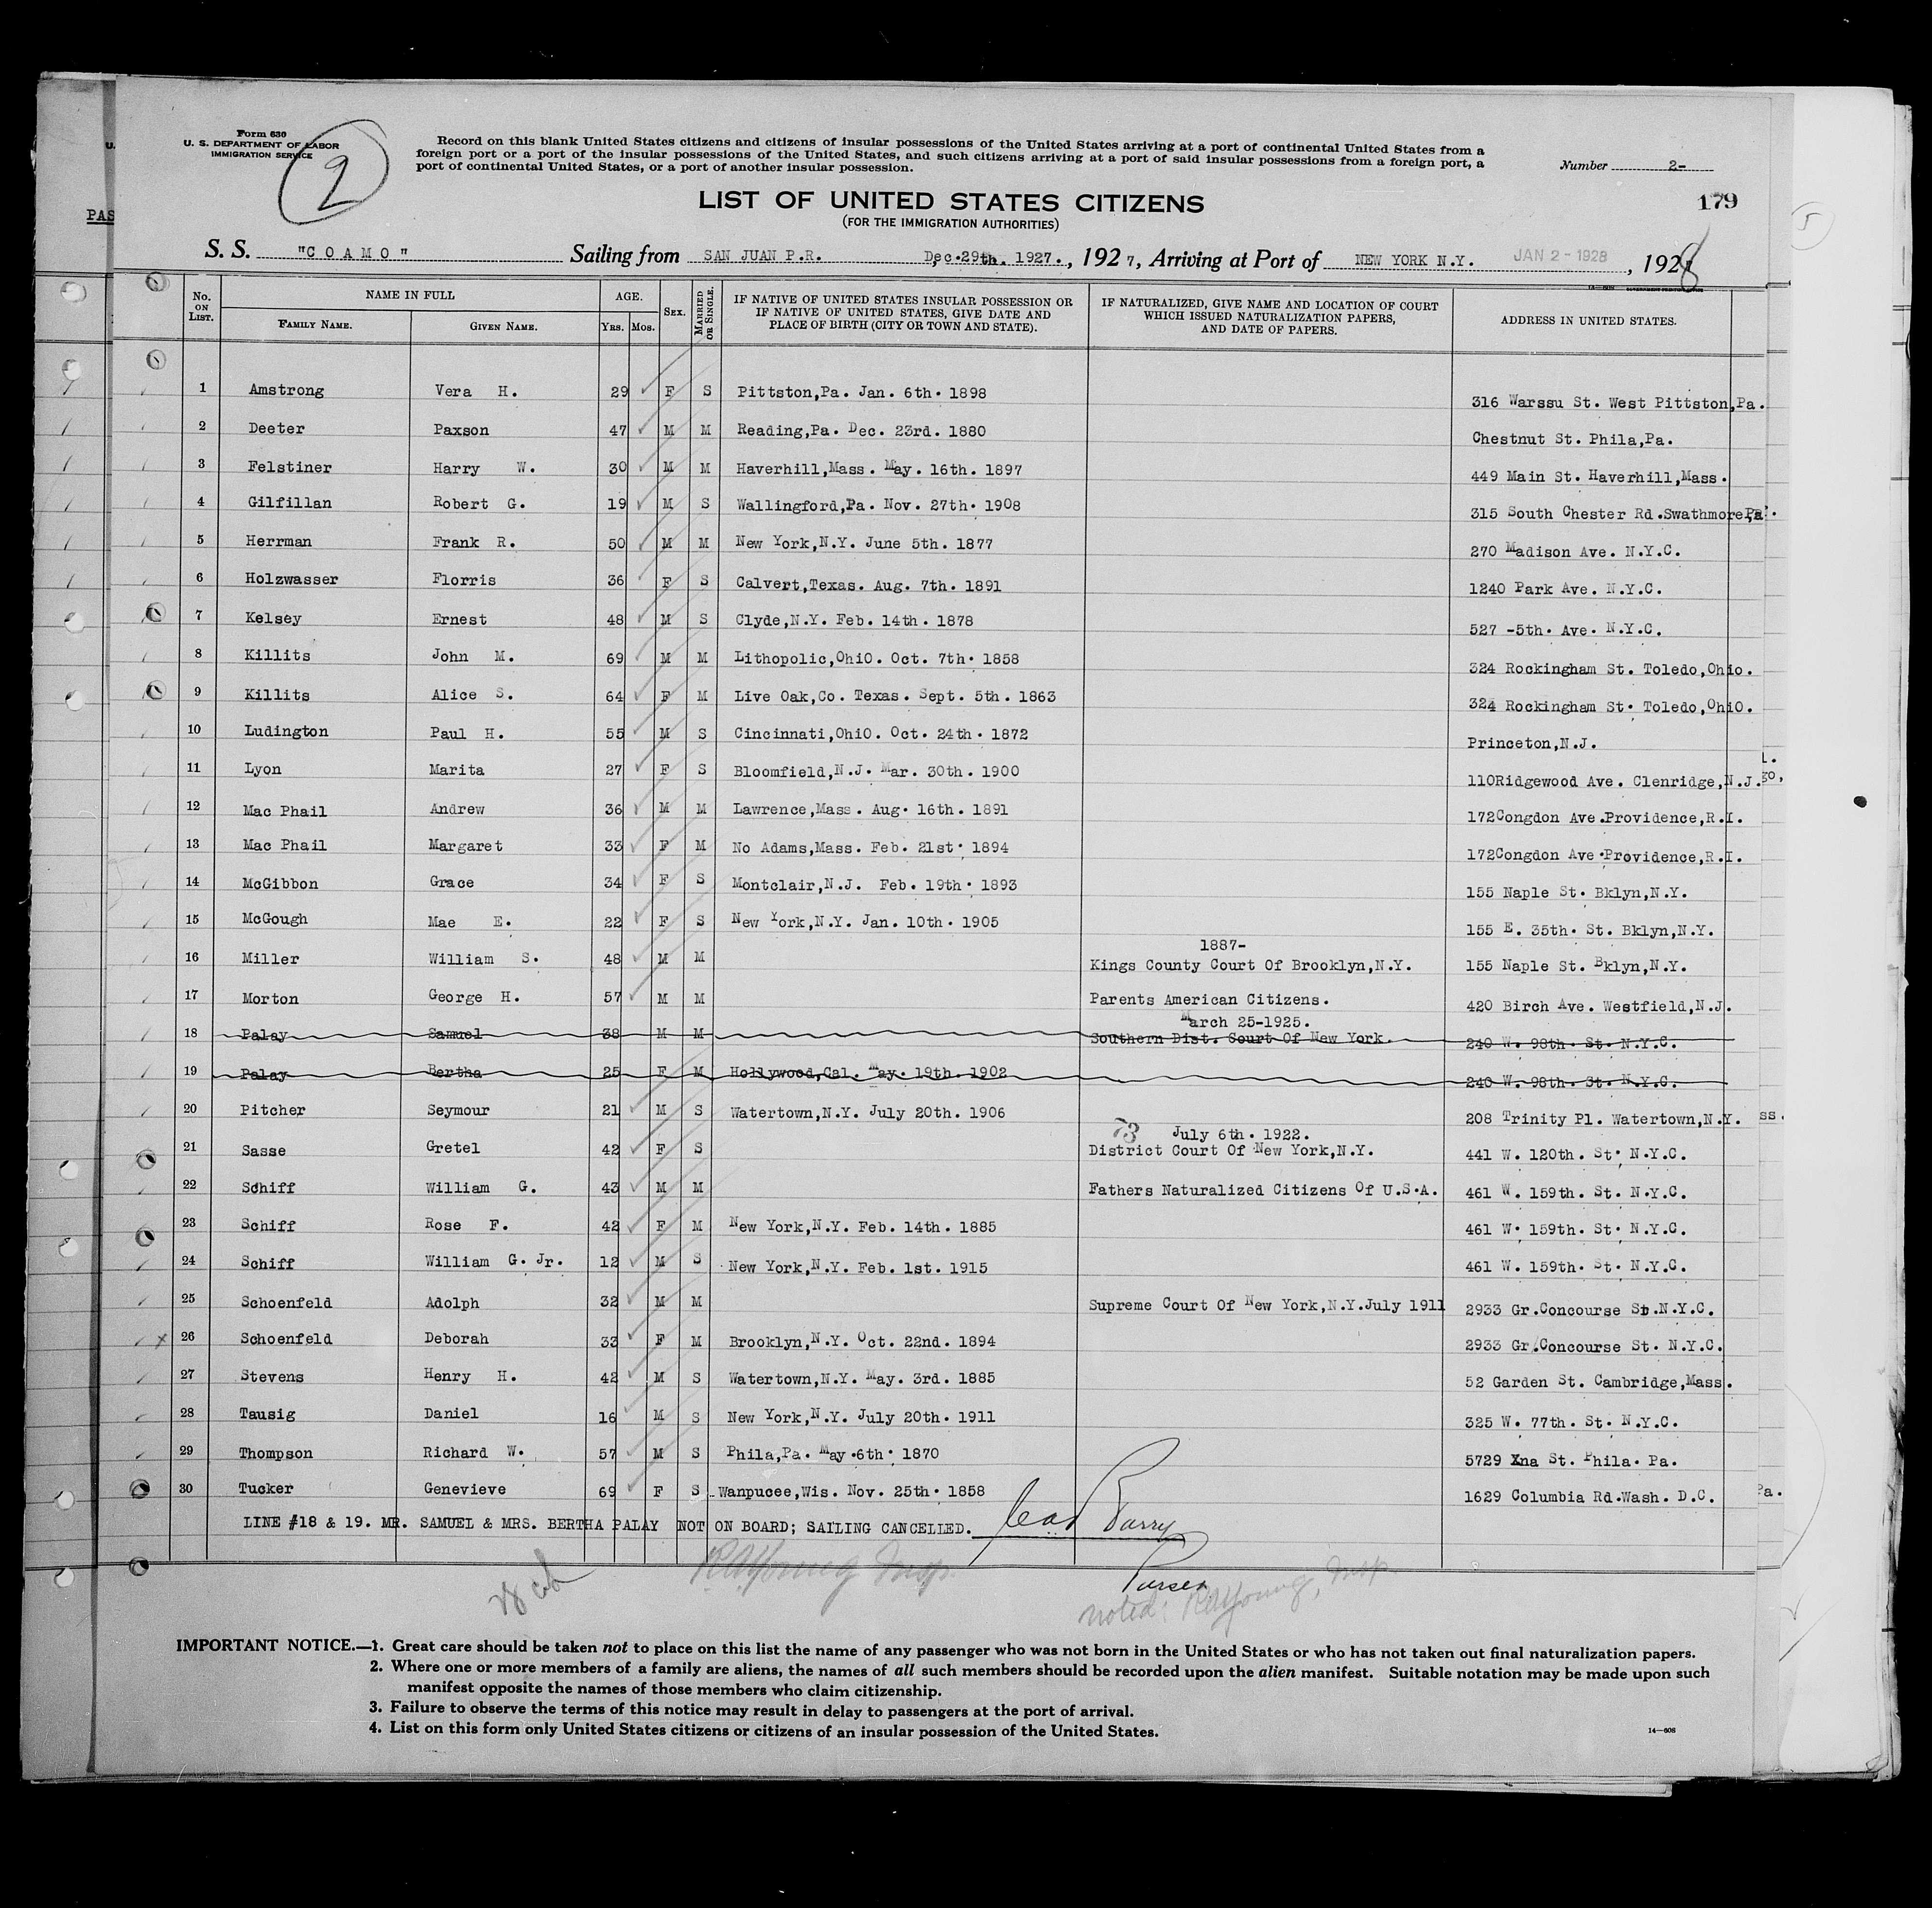 Form 630
U. S. DEPARTMENT OF LABOR
IMMIGRATION SERVICE
2
Record on this blank United States citizens and citizens of insular possessions of the United States arriving at a port of continental United States from a
foreign port or a port of the insular possessions of the United States, and such citizens arriving at a port of said insular possessions from a foreign port, a
port of continental United States, or a port of another insular possession.
Number 2-
LIST OF UNITED STATES CITIZENS
179
(FOR THE IMMIGRATION AUTHORITIES)
PAS
5
S. S. "COAMO" Sailing from SAN JUAN P.R. Dec.29th. 1927., 1927, Arriving at Port of NEW YORK N.Y. JAN 2-1928, 1928
No. ON LIST. NAME IN FULL FAMILY NAME. GIVEN NAME. AGE. YRS. MOS. SEX. MARRIED OR SINGLE. IF NATIVE OF UNITED STATES INSULAR POSSESSION OR IF NATIVE OF UNITED STATES, GIVE DATE AND PLACE OF BIRTH (CITY OR TOWN AND STATE). IF NATURALIZED, GIVE NAME AND LOCATION OF COURT WHICH ISSUED NATURALIZATION PAPERS, AND DATE OF PAPERS. ADDRESS IN UNITED STATES.
1 Amstrong Vera H. 29 F S Pittston,Pa. Jan. 6th. 1898 316 Warssu St. West Pittston,Pa.
2 Deeter Paxson 47 M M Reading,Pa. Dec. 23rd. 1880 Chestnut St. Phila,Pa.
3 Felstiner Harry W. 30 M M Haverhill,Mass. May. 16th. 1897 449 Main St. Haverhill,Mass.
4 Gilfillan Robert G. 19 M S Wallingford,Pa. Nov. 27th. 1908 315 South Chester Rd.Swathmore,Pa.
5 Herrman Frank R. 50 M M New York,N.Y. June 5th. 1877 270 Madison Ave. N.Y.C.
6 Holzwasser Florris 36 F S Calvert,Texas. Aug. 7th. 1891 1240 Park Ave. N.Y.C.
7 Kelsey Ernest 48 M S Clyde,N.Y. Feb. 14th. 1878 527 -5th. Ave. N.Y.C.
8 Killits John M. 69 M M Lithopolic,OhiO. Oct. 7th. 1858 324 Rockingham St. Toledo,Ohio.
9 Killits Alice S. 64 F M Live Oak,Co. Texas. Sept. 5th. 1863 324 Rockingham St. Toledo,OhiO.
10 Ludington Paul H. 55 M S Cincinnati,OhiO. Oct. 24th. 1872 Princeton,N.J.
11 Lyon Marita 27 F S Bloomfield,N.J. Mar. 30th. 1900 110Ridgewood Ave. Clenridge,N.J.
12 Mac Phail Andrew 36 M M Lawrence,Mass. Aug. 16th. 1891 172Congdon Ave.Providence,R.I.
13 Mac Phail Margaret 33 F M No Adams,Mass. Feb. 21st. 1894 172Congdon Ave.Providence,R.I.
14 McGibbon Grace 34 F S Montclair,N.J. Feb. 19th. 1893 155 Naple St. Bklyn,N.Y.
15 McGough Mae E. 22 F S New York,N.Y. Jan. 10th. 1905 155 E. 35th. St. Bklyn,N.Y.
1887-
16 Miller William S. 48 M M Kings County Court Of Brooklyn,N.Y. 155 Naple St. Bklyn,N.Y.
17 Morton George H. 57 M M Parents American Citizens. 420 Birch Ave. Westfield,N.J.
March 25-1925.
18 Palay Samuel 38 M M Southern Dist. Court Of New York. 240 W. 98th. St. N.Y.C.
19 Palay Bertha 25 F M Hollywood,Cal. May. 19th. 1902 240 W. 98th. St. N.Y.C.
20 Pitcher Seymour 21 M S Watertown,N.Y. July 20th. 1906 208 Trinity Pl. Watertown,N.Y.
73 July 6th. 1922.
21 Sasse Gretel 42 F S District Court Of New York,N.Y. 441 W. 120th. St. N.Y.C.
22 Schiff William G. 43 M M Fathers Naturalized Citizens Of U.S.A. 461 W. 159th. St. N.Y.C.
23 Schiff Rose F. 42 F M New York,N.Y. Feb. 14th. 1885 461 W. 159th. St. N.Y.C.
24 Schiff William G. Jr. 12 M S New York,N.Y. Feb. 1st. 1915 461 W. 159th. St. N.Y.C.
25 Schoenfeld Adolph 32 M M Supreme Court Of New York,N.Y.July 1911 2933 Gr.Concourse St.N.Y.C.
26 Schoenfeld Deborah 33 F M Brooklyn,N.Y. Oct. 22nd. 1894 2933 Gr.Concourse St. N.Y.C.
27 Stevens Henry H. 42 M S Watertown,N.Y. May. 3rd. 1885 52 Garden St. Cambridge,Mass.
28 Tausig Daniel 16 M S New York,N.Y. July 20th. 1911 325 W. 77th. St. N.Y.C.
29 Thompson Richard W. 57 M S Phila,Pa. May.6th. 1870 5729 Xna St. Phila. Pa.
30 Tucker Genevieve 69 F S Wanpucee,Wis. Nov. 25th. 1858 1629 Columbia Rd.Wash. D.C.
LINE #18 & 19. MR. SAMUEL & MRS. BERTHA PALAY NOT ON BOARD; SAILING CANCELLED. Barry
Purser
RAYoung Insp.
noted: RAYoung, Insp.
IMPORTANT NOTICE.—1. Great care should be taken not to place on this list the name of any passenger who was not born in the United States or who has not taken out final naturalization papers.
2. Where one or more members of a family are aliens, the names of all such members should be recorded upon the alien manifest. Suitable notation may be made upon such
manifest opposite the names of those members who claim citizenship.
3. Failure to observe the terms of this notice may result in delay to passengers at the port of arrival.
4. List on this form only United States citizens or citizens of an insular possession of the United States.
14—608